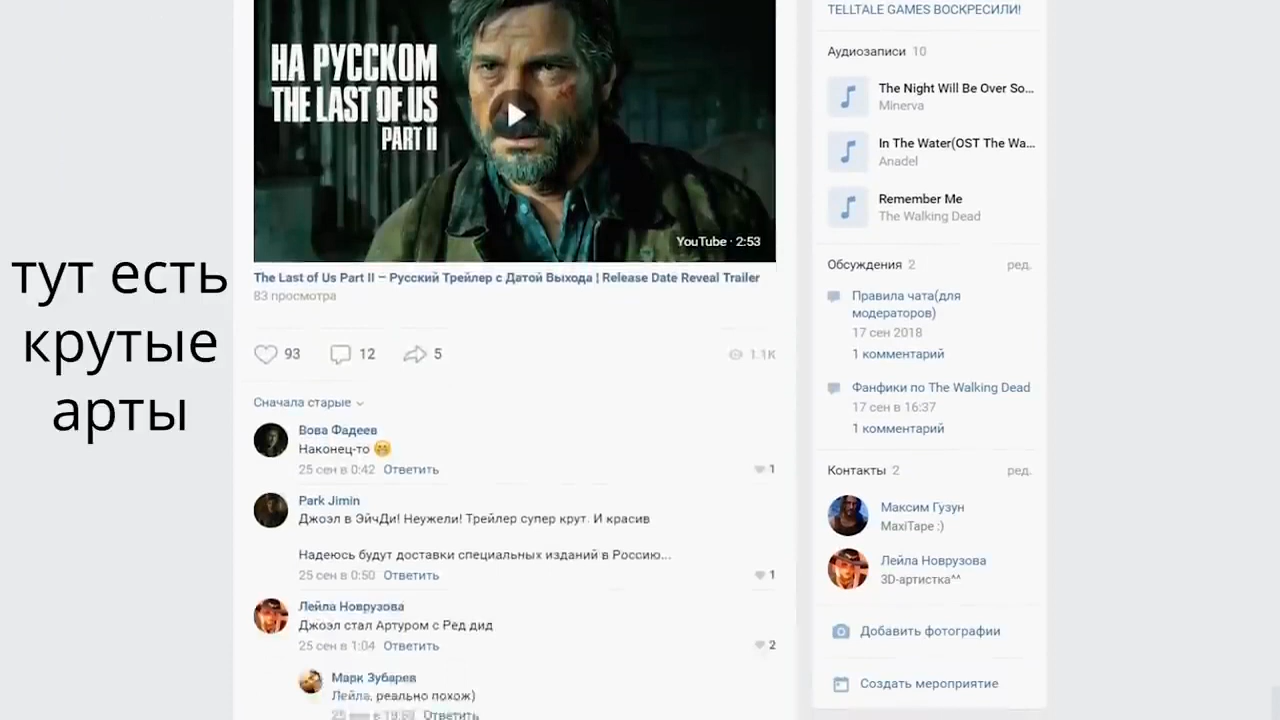 тут есть
крутые
арты
НА РУССКОМ
THE LAST OF US
PART II
YouTube · 2:53
The Last of Us Part II – Русский Трейлер с Датой Выхода | Release Date Reveal Trailer
83 просмотра
93 12 5 1.1K
Сначала старые
Вова Фадеев
Наконец-то 😁
25 сен в 0:42 Ответить 1
Park Jimin
Джоэл в ЭйчДи! Неужели! Трейлер супер крут. И красив
Надеюсь будут доставки специальных изданий в Россию...
25 сен в 0:50 Ответить 1
Лейла Новрузова
Джоэл стал Артуром с Ред дид
25 сен в 1:04 Ответить 2
Марк Зубарев
Лейла, реально похож)
Ответить
TELLTALE GAMES ВОСКРЕСИЛИ!
Аудиозаписи 10
The Night Will Be Over So...
Minerva
In The Water(OST The Wa...
Anadel
Remember Me
The Walking Dead
Обсуждения 2 ред.
Правила чата(для
модераторов)
17 сен 2018
1 комментарий
Фанфики по The Walking Dead
17 сен в 16:37
1 комментарий
Контакты 2 ред.
Максим Гузун
MaxiTape :)
Лейла Новрузова
3D-артистка^^
Добавить фотографии
Создать мероприятие